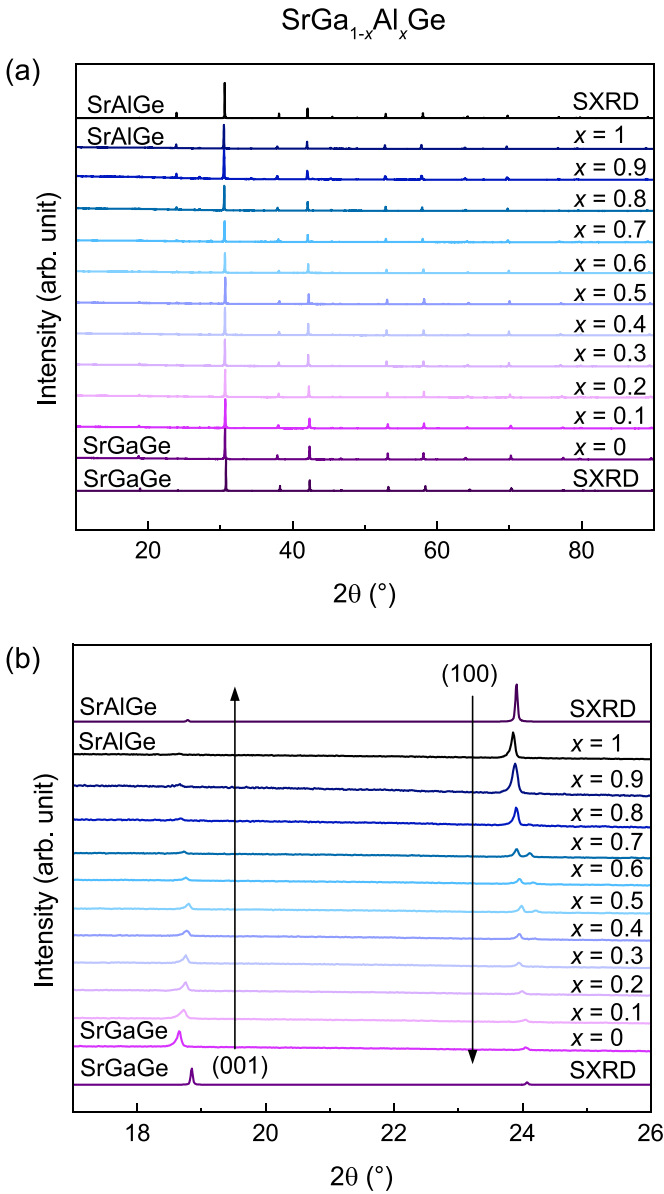 SrGa₁₋ₓAlₓGe
(a)
SrAlGe SXRD
SrAlGe x = 1
x = 0.9
x = 0.8
x = 0.7
x = 0.6
x = 0.5
x = 0.4
x = 0.3
x = 0.2
x = 0.1
SrGaGe x = 0
SrGaGe SXRD
Intensity (arb. unit)
20 40 60 80
2θ (°)
(b)
(100)
SrAlGe SXRD
SrAlGe x = 1
x = 0.9
x = 0.8
x = 0.7
x = 0.6
x = 0.5
x = 0.4
x = 0.3
x = 0.2
x = 0.1
SrGaGe x = 0
(001)
SrGaGe SXRD
Intensity (arb. unit)
18 20 22 24 26
2θ (°)